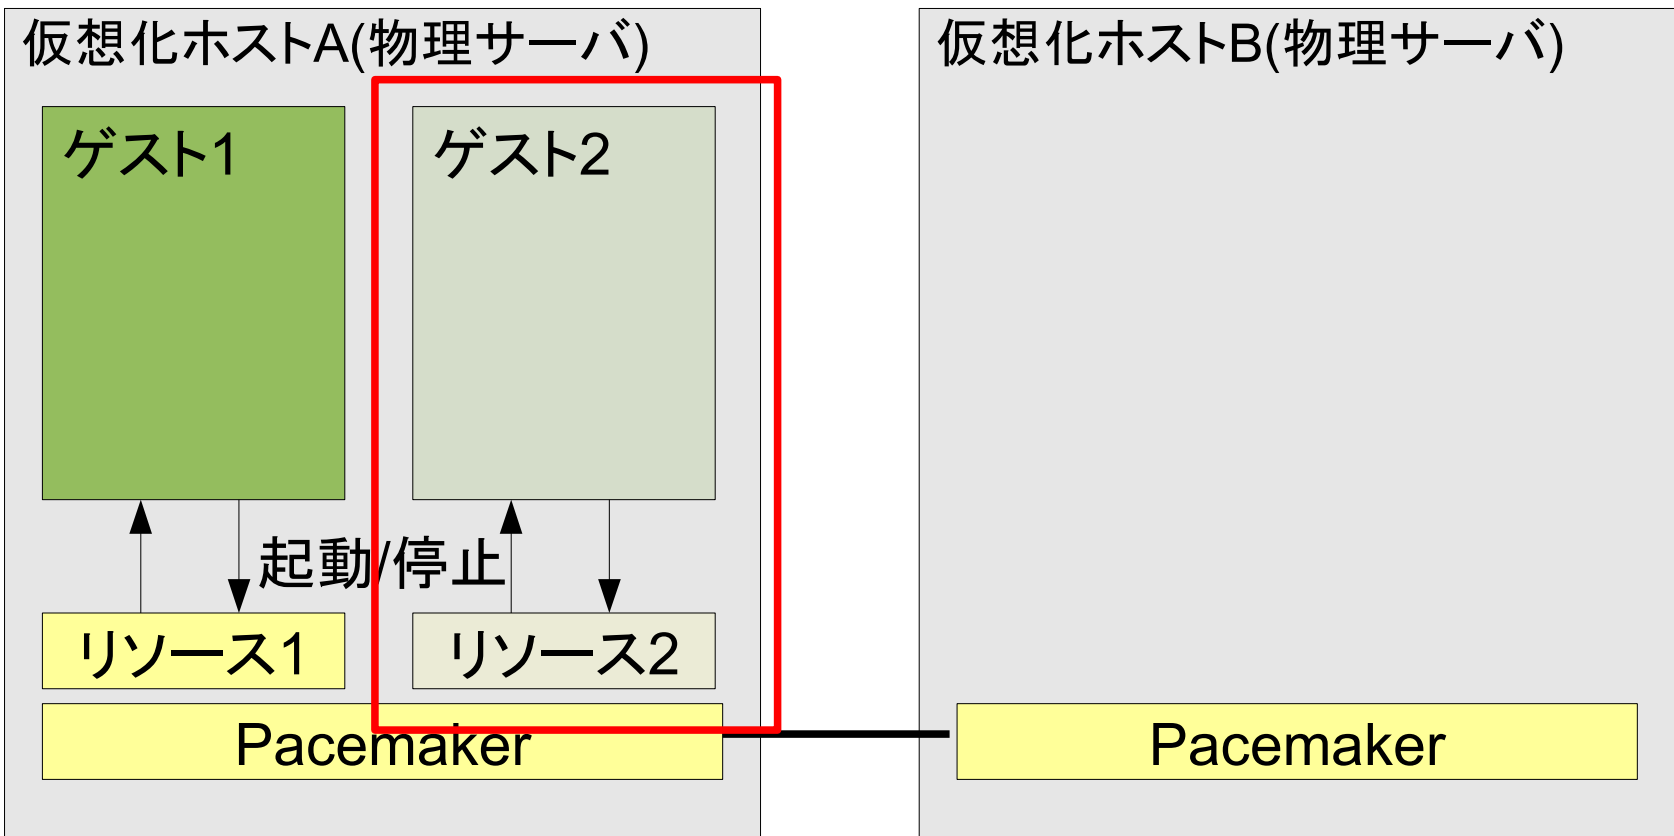 仮想化ホストA(物理サーバ)
仮想化ホストB(物理サーバ)
ゲスト1
ゲスト2
起動/停止
リソース1
リソース2
Pacemaker
Pacemaker